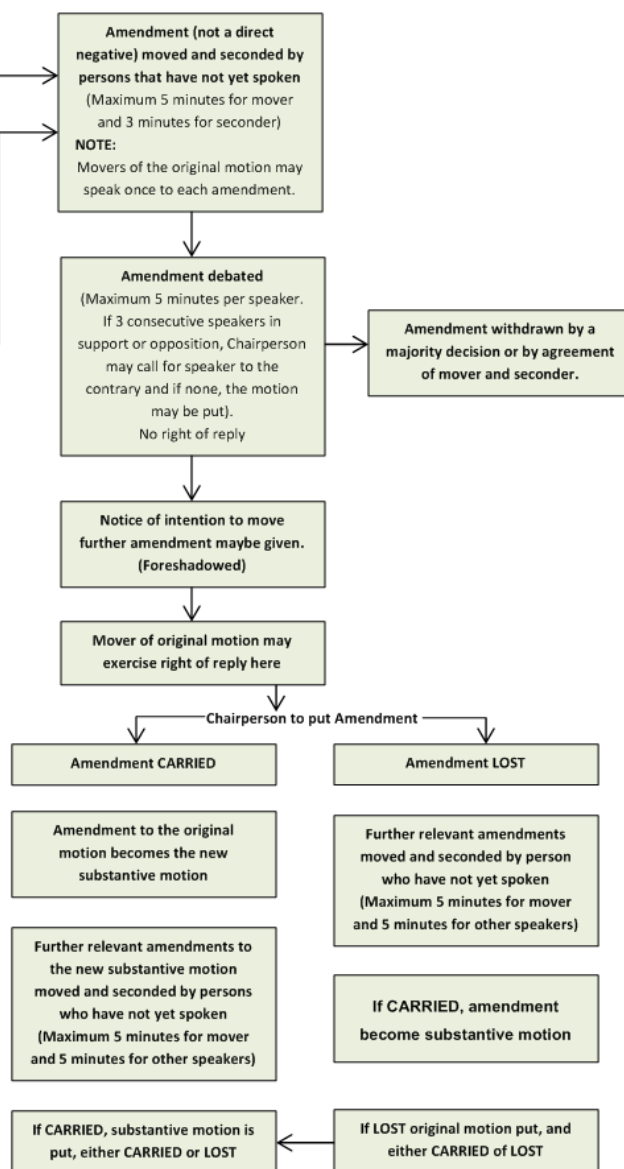 Amendment (not a direct
negative) moved and seconded by
persons that have not yet spoken
(Maximum 5 minutes for mover
and 3 minutes for seconder)
NOTE:
Movers of the original motion may
speak once to each amendment.
Amendment debated
(Maximum 5 minutes per speaker.
If 3 consecutive speakers in
support or opposition, Chairperson
may call for speaker to the
contrary and if none, the motion
may be put).
No right of reply
Amendment withdrawn by a
majority decision or by agreement
of mover and seconder.
Notice of intention to move
further amendment maybe given.
(Foreshadowed)
Mover of original motion may
exercise right of reply here
Chairperson to put Amendment
Amendment CARRIED
Amendment to the original
motion becomes the new
substantive motion
Further relevant amendments to
the new substantive motion
moved and seconded by persons
who have not yet spoken
(Maximum 5 minutes for mover
and 5 minutes for other speakers)
If CARRIED, substantive motion is
put, either CARRIED or LOST
Amendment LOST
Further relevant amendments
moved and seconded by person
who have not yet spoken
(Maximum 5 minutes for mover
and 5 minutes for other speakers)
If CARRIED, amendment
become substantive motion
If LOST original motion put, and
either CARRIED of LOST